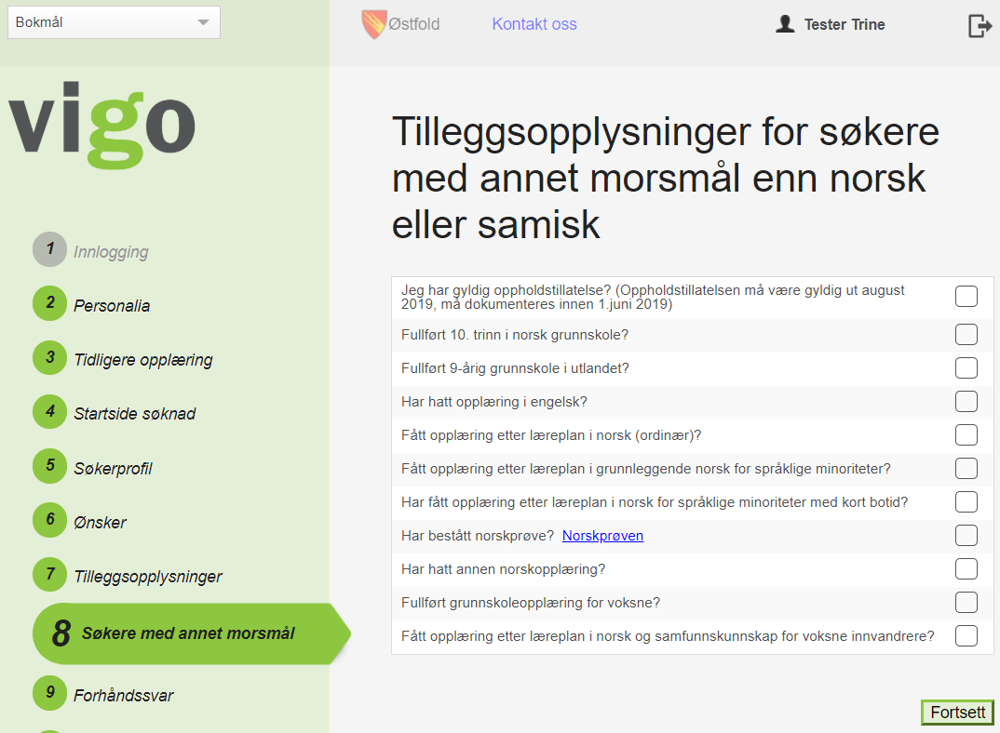 Bokmål
Østfold
Kontakt oss
Tester Trine
vigo
1 Innlogging
2 Personalia
3 Tidligere opplæring
4 Startside søknad
5 Søkerprofil
6 Ønsker
7 Tilleggsopplysninger
8 Søkere med annet morsmål
9 Forhåndssvar
Tilleggsopplysninger for søkere
med annet morsmål enn norsk
eller samisk
Jeg har gyldig oppholdstillatelse? (Oppholdstillatelsen må være gyldig ut august
2019, må dokumenteres innen 1.juni 2019)
Fullført 10. trinn i norsk grunnskole?
Fullført 9-årig grunnskole i utlandet?
Har hatt opplæring i engelsk?
Fått opplæring etter læreplan i norsk (ordinær)?
Fått opplæring etter læreplan i grunnleggende norsk for språklige minoriteter?
Har fått opplæring etter læreplan i norsk for språklige minoriteter med kort botid?
Har bestått norskprøve? Norskprøven
Har hatt annen norskopplæring?
Fullført grunnskoleopplæring for voksne?
Fått opplæring etter læreplan i norsk og samfunnskunnskap for voksne innvandrere?
Fortsett